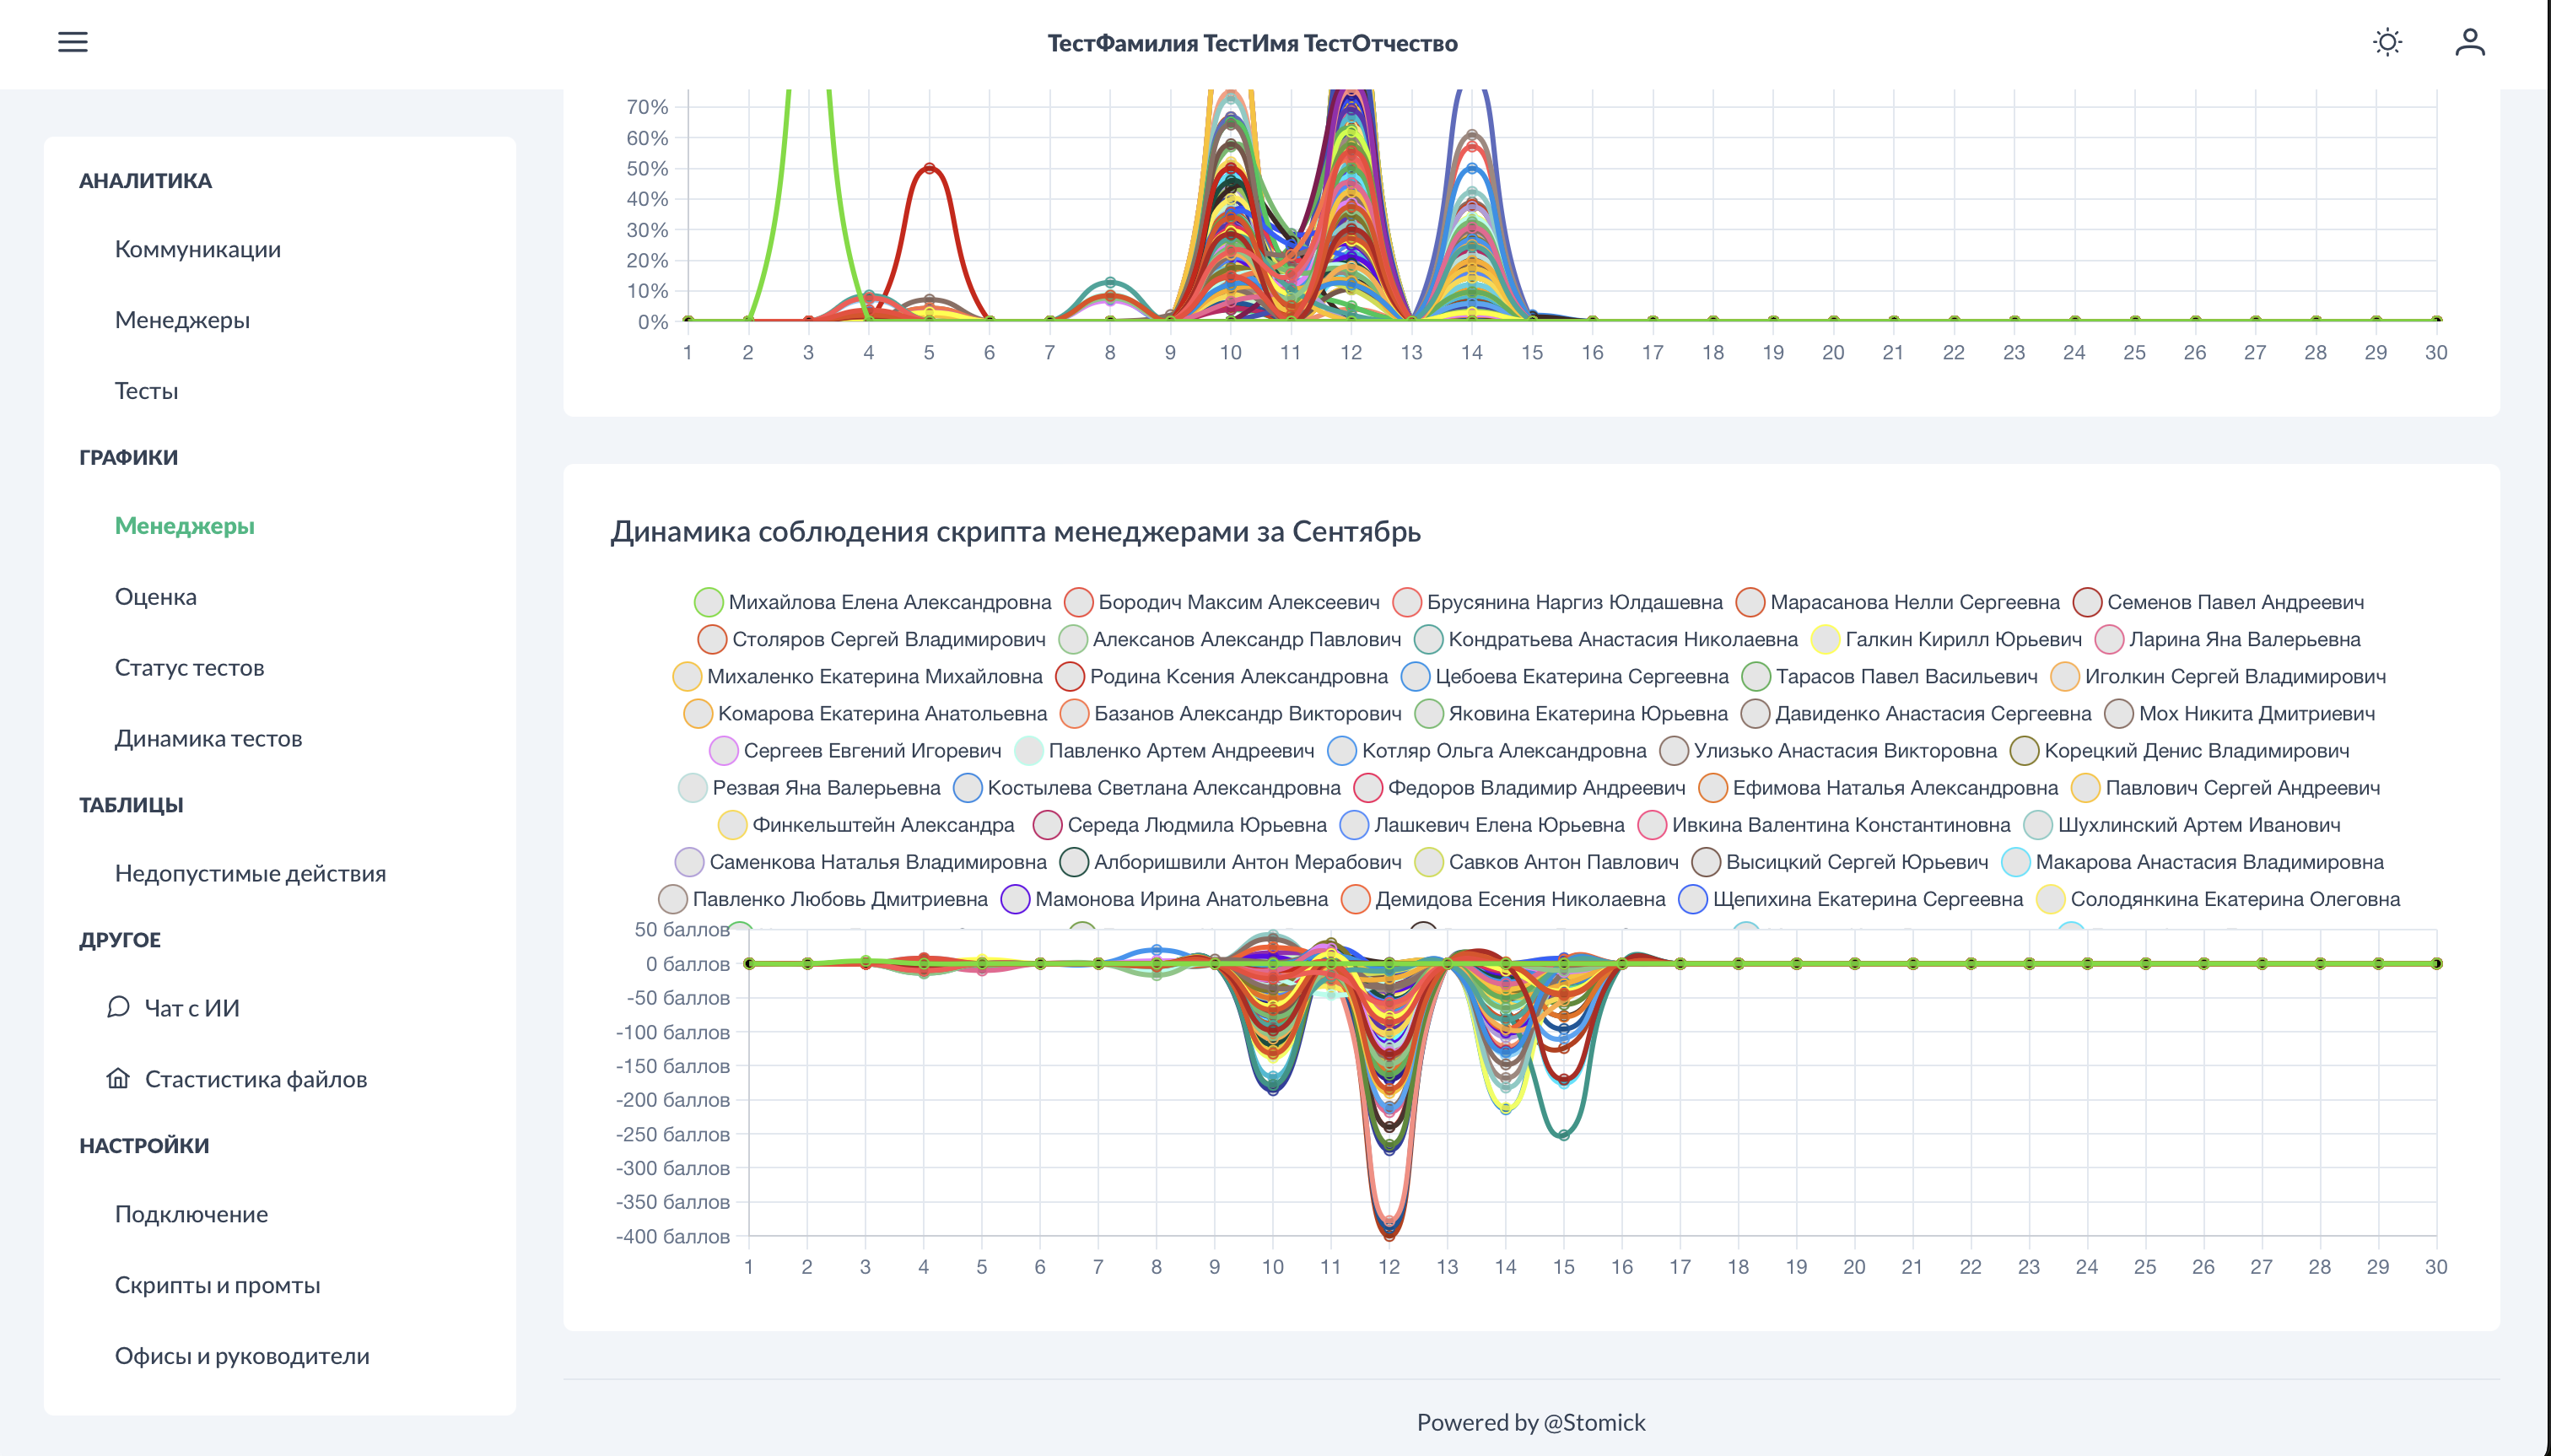 ТестФамилия ТестИмя ТестОтчество
АНАЛИТИКА
Коммуникации
Менеджеры
Тесты
ГРАФИКИ
Менеджеры
Оценка
Статус тестов
Динамика тестов
ТАБЛИЦЫ
Недопустимые действия
ДРУГОЕ
Чат с ИИ
Стастистика файлов
НАСТРОЙКИ
Подключение
Скрипты и промты
Офисы и руководители
70%
60%
50%
40%
30%
20%
10%
0%
1 2 3 4 5 6 7 8 9 10 11 12 13 14 15 16 17 18 19 20 21 22 23 24 25 26 27 28 29 30
Динамика соблюдения скрипта менеджерами за Сентябрь
Михайлова Елена Александровна Бородич Максим Алексеевич Брусянина Наргиз Юлдашевна Марасанова Нелли Сергеевна Семенов Павел Андреевич
Столяров Сергей Владимирович Алексанов Александр Павлович Кондратьева Анастасия Николаевна Галкин Кирилл Юрьевич Ларина Яна Валерьевна
Михаленко Екатерина Михайловна Родина Ксения Александровна Цебоева Екатерина Сергеевна Тарасов Павел Васильевич Иголкин Сергей Владимирович
Комарова Екатерина Анатольевна Базанов Александр Викторович Яковина Екатерина Юрьевна Давиденко Анастасия Сергеевна Мох Никита Дмитриевич
Сергеев Евгений Игоревич Павленко Артем Андреевич Котляр Ольга Александровна Улизько Анастасия Викторовна Корецкий Денис Владимирович
Резвая Яна Валерьевна Костылева Светлана Александровна Федоров Владимир Андреевич Ефимова Наталья Александровна Павлович Сергей Андреевич
Финкельштейн Александра Середа Людмила Юрьевна Лашкевич Елена Юрьевна Ивкина Валентина Константиновна Шухлинский Артем Иванович
Саменкова Наталья Владимировна Алборишвили Антон Мерабович Савков Антон Павлович Высицкий Сергей Юрьевич Макарова Анастасия Владимировна
Павленко Любовь Дмитриевна Мамонова Ирина Анатольевна Демидова Есения Николаевна Щепихина Екатерина Сергеевна Солодянкина Екатерина Олеговна
50 баллов
0 баллов
-50 баллов
-100 баллов
-150 баллов
-200 баллов
-250 баллов
-300 баллов
-350 баллов
-400 баллов
1 2 3 4 5 6 7 8 9 10 11 12 13 14 15 16 17 18 19 20 21 22 23 24 25 26 27 28 29 30
Powered by @Stomick